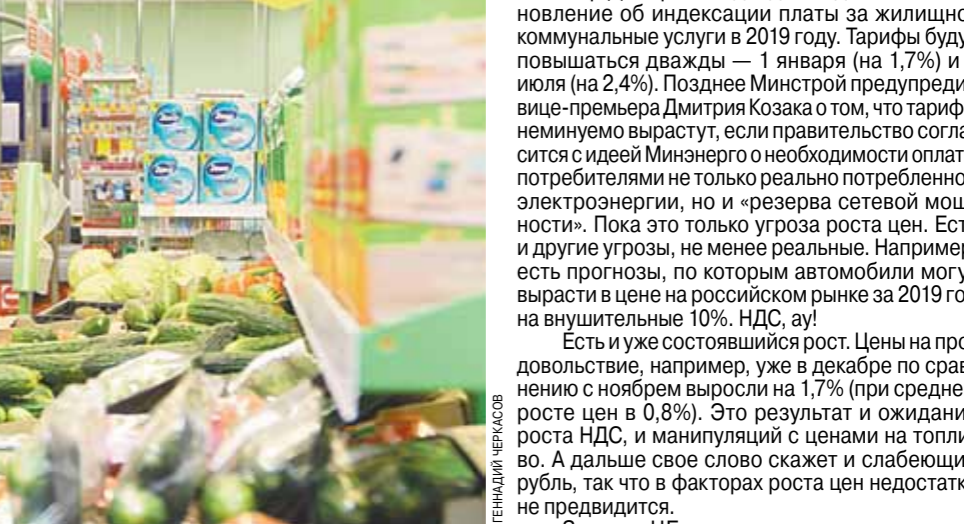 новление об индексации платы за жилищно
коммунальные услуги в 2019 году. Тарифы буду
повышаться дважды — 1 января (на 1,7%) и
июля (на 2,4%). Позднее Минстрой предупреди
вице-премьера Дмитрия Козака о том, что тариф
неминуемо вырастут, если правительство согла
сится с идеей Минэнерго о необходимости оплат
потребителями не только реально потребленно
электроэнергии, но и «резерва сетевой мощ
ности». Пока это только угроза роста цен. Ест
и другие угрозы, не менее реальные. Например
есть прогнозы, по которым автомобили могу
вырасти в цене на российском рынке за 2019 го
на внушительные 10%. НДС, ау!
Есть и уже состоявшийся рост. Цены на про
довольствие, например, уже в декабре по срав
нению с ноябрем выросли на 1,7% (при средне
росте цен в 0,8%). Это результат и ожидани
роста НДС, и манипуляций с ценами на топли
во. А дальше свое слово скажет и слабеющи
рубль, так что в факторах роста цен недостатк
не предвидится.
ГЕННАДИЙ ЧЕРКАСОВ